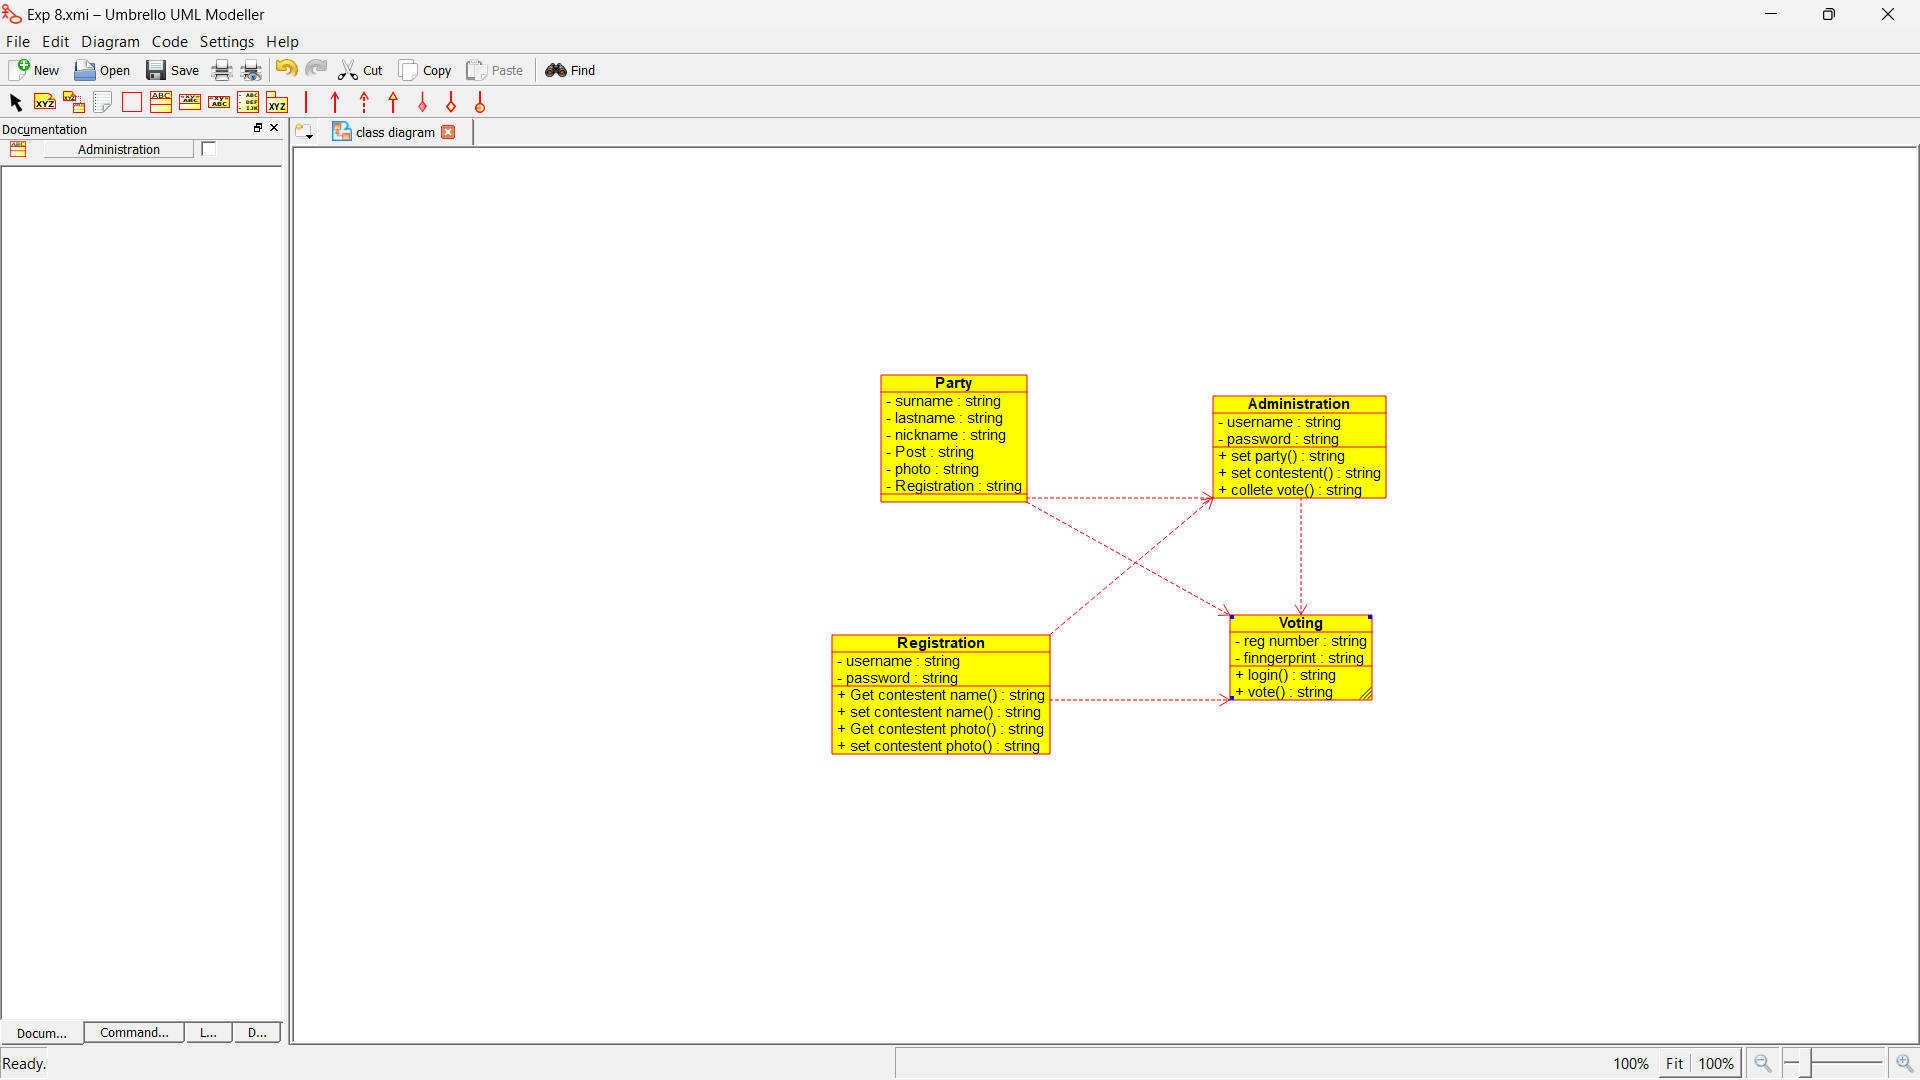 Exp 8.xmi – Umbrello UML Modeller
File Edit Diagram Code Settings Help
New Open Save Cut Copy Paste Find
Documentation
Administration
class diagram
Party
- surname : string
- lastname : string
- nickname : string
- Post : string
- photo : string
- Registration : string
Administration
- username : string
- password : string
+ set party() : string
+ set contestent() : string
+ collete vote() : string
Registration
- username : string
- password : string
+ Get contestent name() : string
+ set contestent name() : string
+ Get contestent photo() : string
+ set contestent photo() : string
Voting
- reg number : string
- finngerprint : string
+ login() : string
+ vote() : string
Docum... Command... L... D...
Ready.
100% Fit 100%